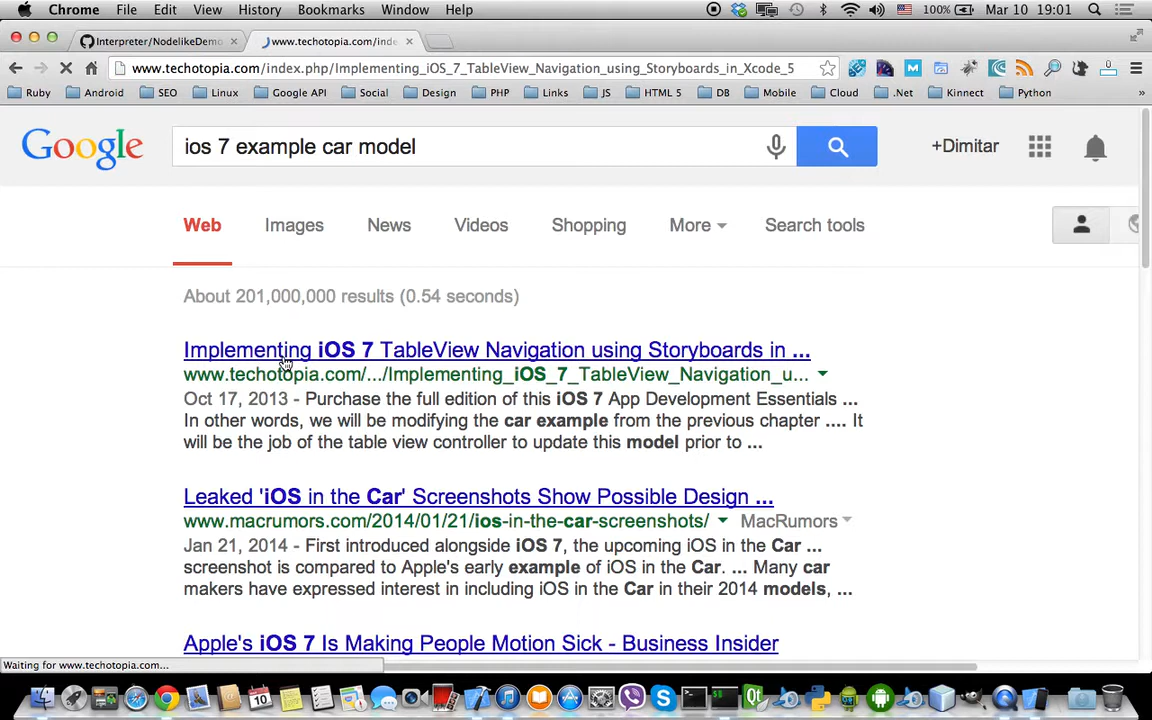 Chrome File Edit View History Bookmarks Window Help 100% Mar 10 19:01
Interpreter/NodelikeDemo www.techotopia.com/inde
www.techotopia.com/index.php/Implementing_iOS_7_TableView_Navigation_using_Storyboards_in_Xcode_5
Ruby Android SEO Linux Google API Social Design PHP Links JS HTML 5 DB Mobile Cloud .Net Kinnect Python »
Google ios 7 example car model +Dimitar
Web Images News Videos Shopping More Search tools
About 201,000,000 results (0.54 seconds)
Implementing iOS 7 TableView Navigation using Storyboards in ...
www.techotopia.com/.../Implementing_iOS_7_TableView_Navigation_u...
Oct 17, 2013 - Purchase the full edition of this iOS 7 App Development Essentials ...
In other words, we will be modifying the car example from the previous chapter .... It
will be the job of the table view controller to update this model prior to ...
Leaked 'iOS in the Car' Screenshots Show Possible Design ...
www.macrumors.com/2014/01/21/ios-in-the-car-screenshots/ MacRumors
Jan 21, 2014 - First introduced alongside iOS 7, the upcoming iOS in the Car ...
screenshot is compared to Apple's early example of iOS in the Car. ... Many car
makers have expressed interest in including iOS in the Car in their 2014 models, ...
Apple's iOS 7 Is Making People Motion Sick - Business Insider
Waiting for www.techotopia.com...